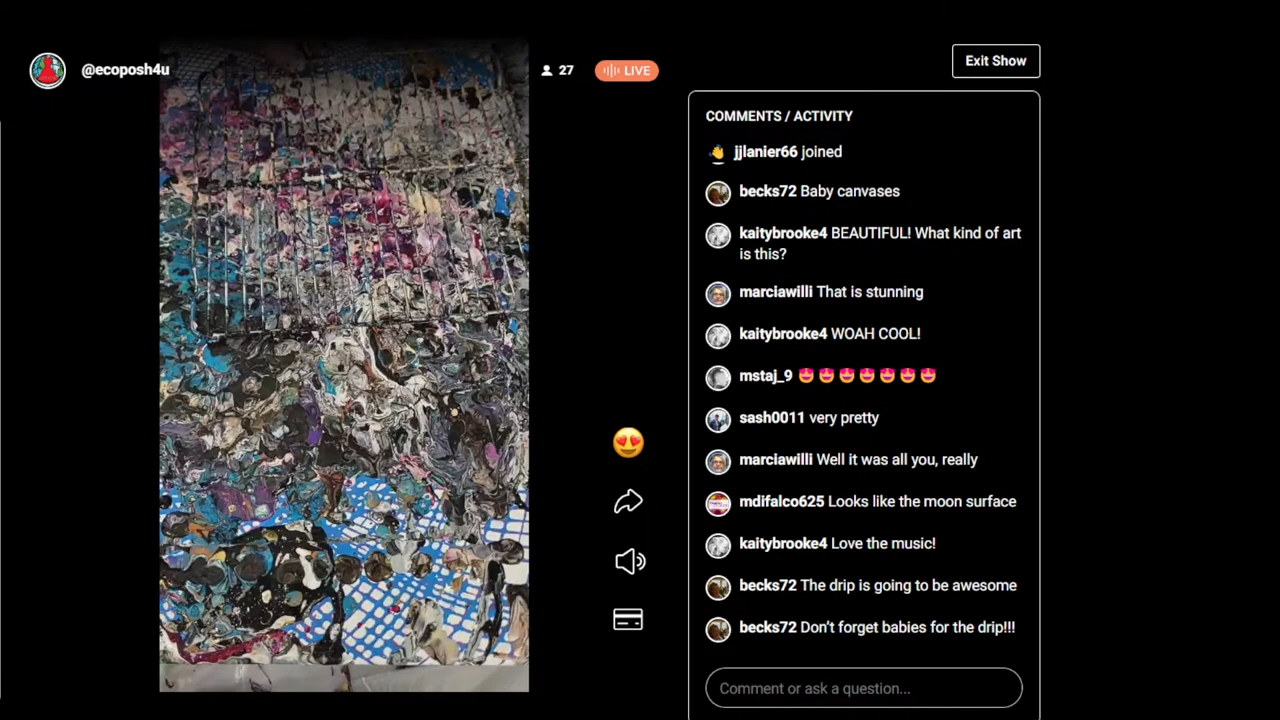 @ecoposh4u
27
LIVE
Exit Show
COMMENTS / ACTIVITY
jjlanier66 joined
becks72 Baby canvases
kaitybrooke4 BEAUTIFUL! What kind of art
is this?
marciawilli That is stunning
kaitybrooke4 WOAH COOL!
mstaj_9 😍😍😍😍😍😍😍
sash0011 very pretty
marciawilli Well it was all you, really
mdifalco625 Looks like the moon surface
kaitybrooke4 Love the music!
becks72 The drip is going to be awesome
becks72 Don’t forget babies for the drip!!!
Comment or ask a question...